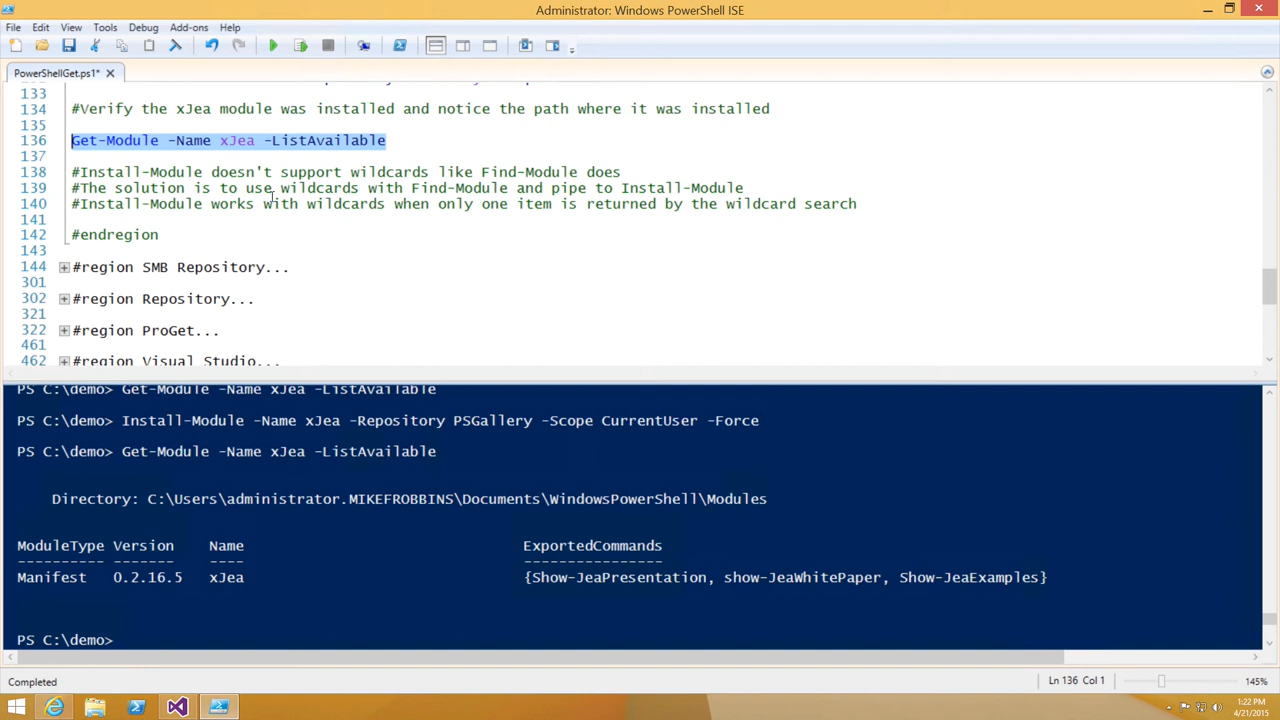 Administrator: Windows PowerShell ISE
File Edit View Tools Debug Add-ons Help
PowerShellGet.ps1*
133
134 #Verify the xJea module was installed and notice the path where it was installed
135
136 Get-Module -Name xJea -ListAvailable
137
138 #Install-Module doesn't support wildcards like Find-Module does
139 #The solution is to use wildcards with Find-Module and pipe to Install-Module
140 #Install-Module works with wildcards when only one item is returned by the wildcard search
141
142 #endregion
143
144 #region SMB Repository...
301
302 #region Repository...
321
322 #region ProGet...
461
462 #region Visual Studio...
PS C:\demo> Get-Module -Name xJea -ListAvailable
PS C:\demo> Install-Module -Name xJea -Repository PSGallery -Scope CurrentUser -Force
PS C:\demo> Get-Module -Name xJea -ListAvailable
Directory: C:\Users\administrator.MIKEFROBBINS\Documents\WindowsPowerShell\Modules
ModuleType Version Name ExportedCommands
---------- ------- ---- ----------------
Manifest 0.2.16.5 xJea {Show-JeaPresentation, show-JeaWhitePaper, Show-JeaExamples}
PS C:\demo>
Completed Ln 136 Col 1 145%
1:22 PM
4/21/2015